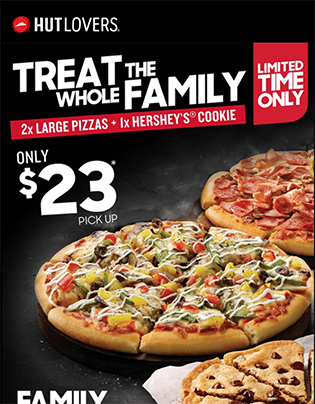 HUTLOVERS.
TREAT THE
WHOLE FAMILY
LIMITED
TIME
ONLY
2x LARGE PIZZAS + 1x HERSHEY'S® COOKIE
ONLY
$23*
PICK UP
FAMILY